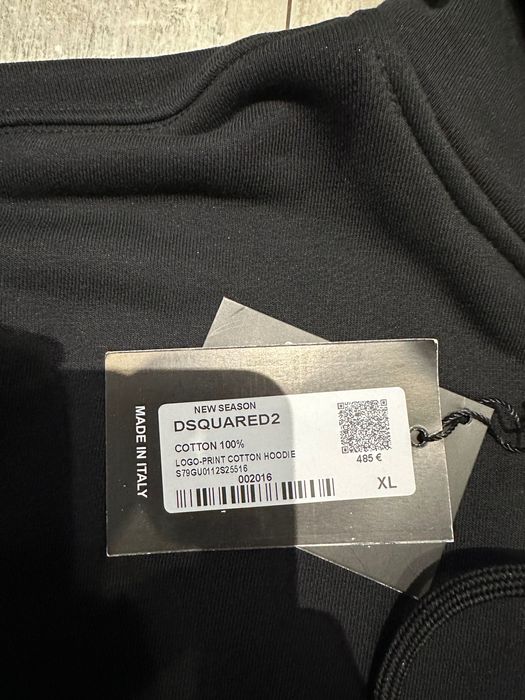 MADE IN ITALY
NEW SEASON
DSQUARED2
COTTON 100%
LOGO-PRINT COTTON HOODIE
S79GU0112S25516
002016
485 €
XL